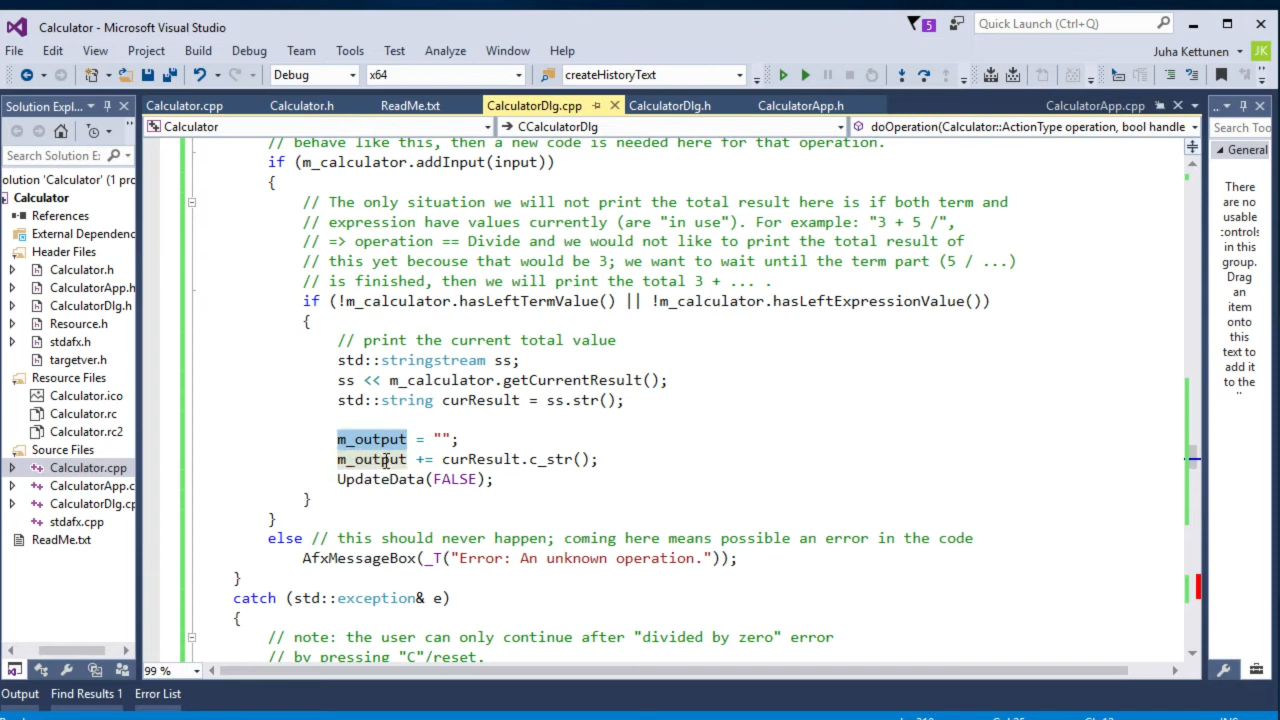 Calculator - Microsoft Visual Studio
5
Quick Launch (Ctrl+Q)
File Edit View Project Build Debug Team Tools Test Analyze Window Help
Juha Kettunen
JK
Debug
x64
createHistoryText
Solution Expl...
Calculator.cpp
Calculator.h
ReadMe.txt
CalculatorDlg.cpp
CalculatorDlg.h
CalculatorApp.h
CalculatorApp.cpp
Calculator
CCalculatorDlg
doOperation(Calculator::ActionType operation, bool handle
Search Solution E:
Search Too
olution 'Calculator' (1 pro
Calculator
References
External Dependenc
Header Files
Calculator.h
CalculatorApp.h
CalculatorDlg.h
Resource.h
stdafx.h
targetver.h
Resource Files
Calculator.ico
Calculator.rc
Calculator.rc2
Source Files
Calculator.cpp
CalculatorApp.c
CalculatorDlg.cp
stdafx.cpp
ReadMe.txt
// behave like this, then a new code is needed here for that operation.
if (m_calculator.addInput(input))
{
// The only situation we will not print the total result here is if both term and
// expression have values currently (are "in use"). For example: "3 + 5 /",
// => operation == Divide and we would not like to print the total result of
// this yet becouse that would be 3; we want to wait until the term part (5 / ...)
// is finished, then we will print the total 3 + ... .
if (!m_calculator.hasLeftTermValue() || !m_calculator.hasLeftExpressionValue())
{
// print the current total value
std::stringstream ss;
ss << m_calculator.getCurrentResult();
std::string curResult = ss.str();
m_output = "";
m_output += curResult.c_str();
UpdateData(FALSE);
}
}
else // this should never happen; coming here means possible an error in the code
AfxMessageBox(_T("Error: An unknown operation."));
}
catch (std::exception& e)
{
// note: the user can only continue after "divided by zero" error
// by pressing "C"/reset.
General
There
are no
usable
controls
in this
group.
Drag
an
item
onto
this
text to
add it
to the
99 %
Output Find Results 1 Error List